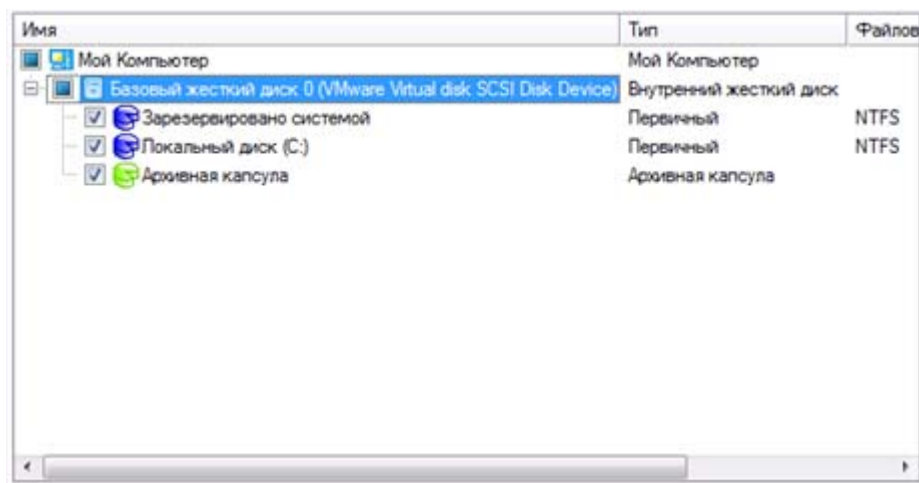 Имя Тип Файлов
Мой Компьютер Мой Компьютер
Базовый жесткий диск 0 (VMware Virtual disk SCSI Disk Device) Внутренний жесткий диск
Зарезервировано системой Первичный NTFS
Локальный диск (C:) Первичный NTFS
Архивная капсула Архивная капсула